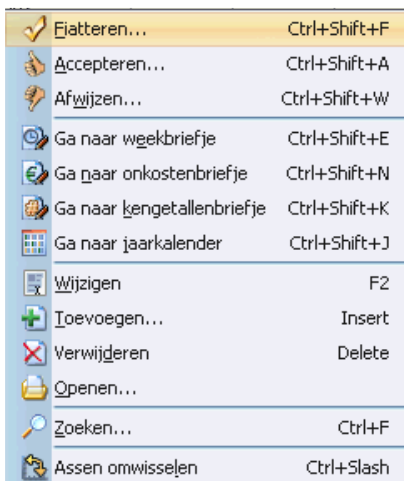 Fiatteren... Ctrl+Shift+F
Accepteren... Ctrl+Shift+A
Afwijzen... Ctrl+Shift+W
Ga naar weekbriefje Ctrl+Shift+E
Ga naar onkostenbriefje Ctrl+Shift+N
Ga naar kengetallenbriefje Ctrl+Shift+K
Ga naar jaarkalender Ctrl+Shift+J
Wijzigen F2
Toevoegen... Insert
Verwijderen Delete
Openen...
Zoeken... Ctrl+F
Assen omwisselen Ctrl+Slash